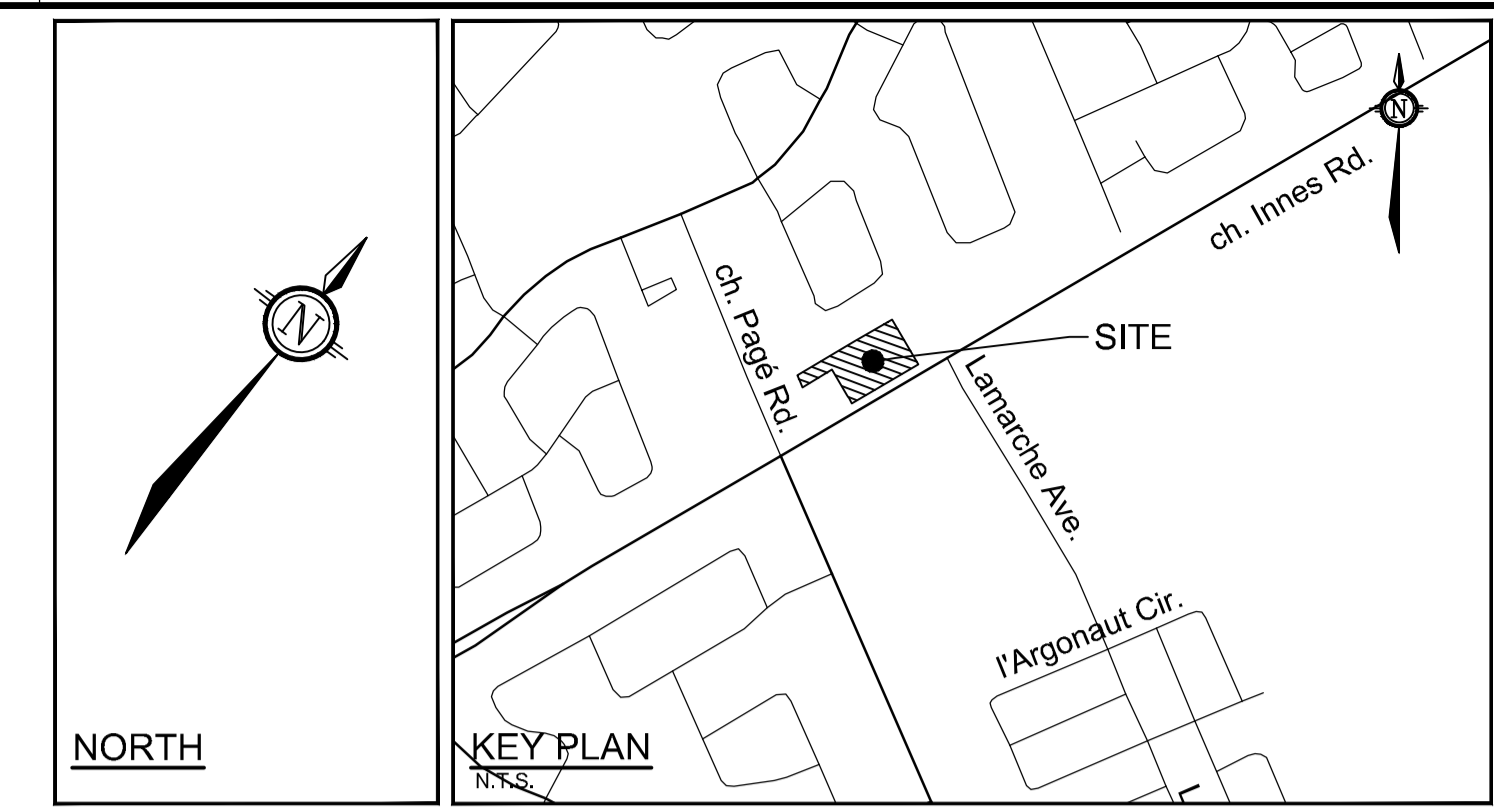 N
NORTH
N
ch. Innes Rd.
ch. Pagé Rd.
SITE
Lamarche Ave.
l'Argonaut Cir.
L
KEY PLAN
N.T.S.